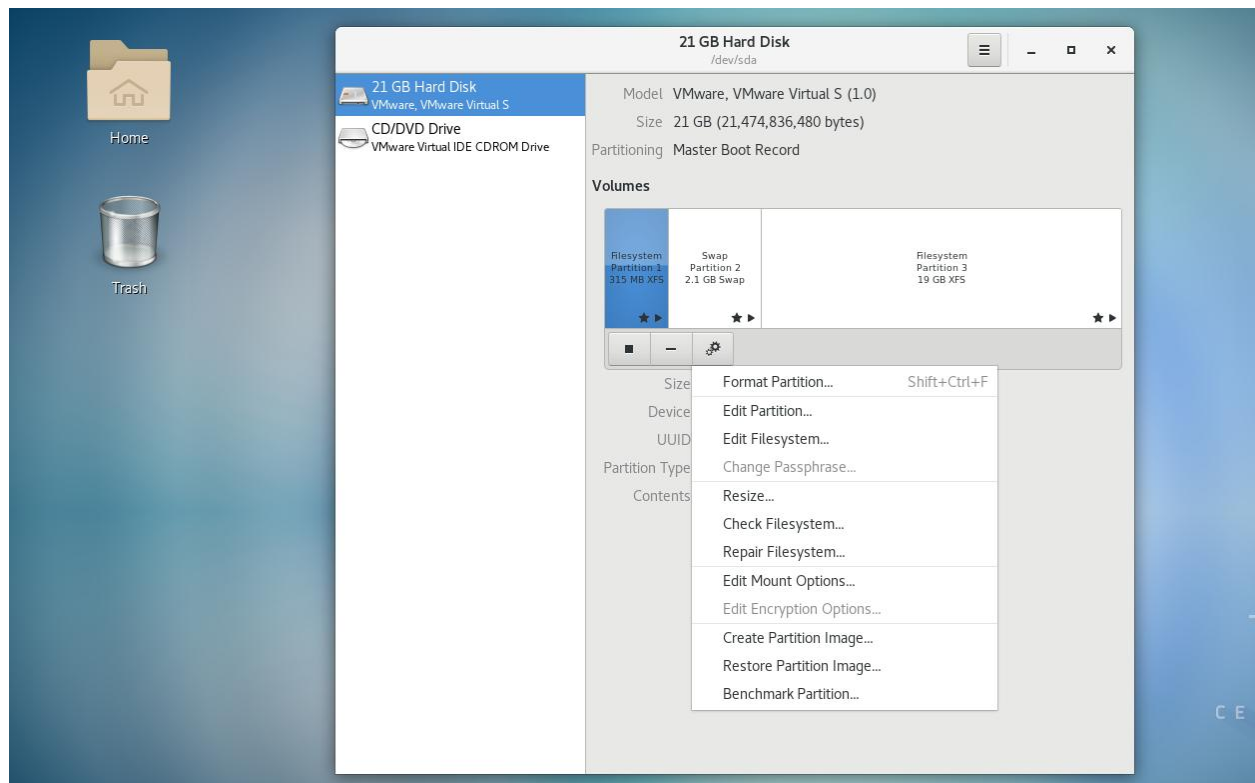 Home
Trash
21 GB Hard Disk
/dev/sda
21 GB Hard Disk
VMware, VMware Virtual S
CD/DVD Drive
VMware Virtual IDE CDROM Drive
Model VMware, VMware Virtual S (1.0)
Size 21 GB (21,474,836,480 bytes)
Partitioning Master Boot Record
Volumes
Filesystem
Partition 1
315 MB XFS
Swap
Partition 2
2.1 GB Swap
Filesystem
Partition 3
19 GB XFS
Size
Device
UUID
Partition Type
Contents
Format Partition... Shift+Ctrl+F
Edit Partition...
Edit Filesystem...
Change Passphrase...
Resize...
Check Filesystem...
Repair Filesystem...
Edit Mount Options...
Edit Encryption Options...
Create Partition Image...
Restore Partition Image...
Benchmark Partition...
C E